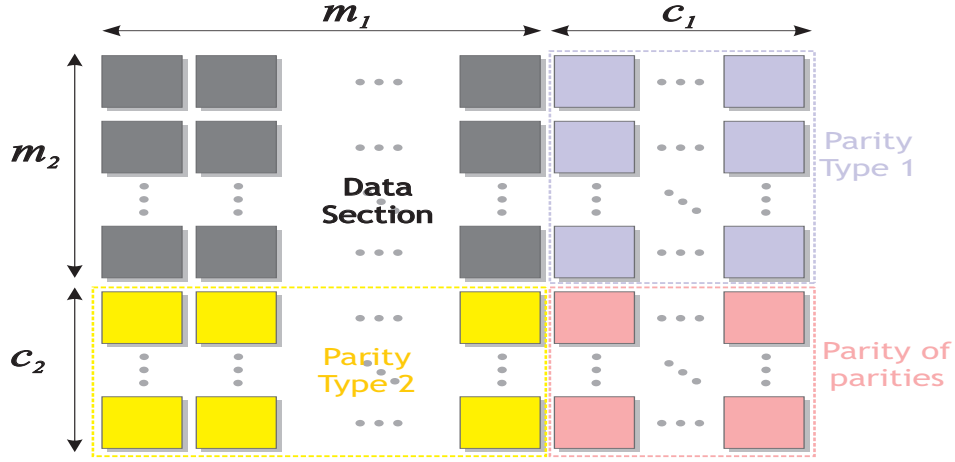 m₁
c₁
m₂
Parity
Type 1
Data
Section
c₂
Parity
Type 2
Parity of
parities